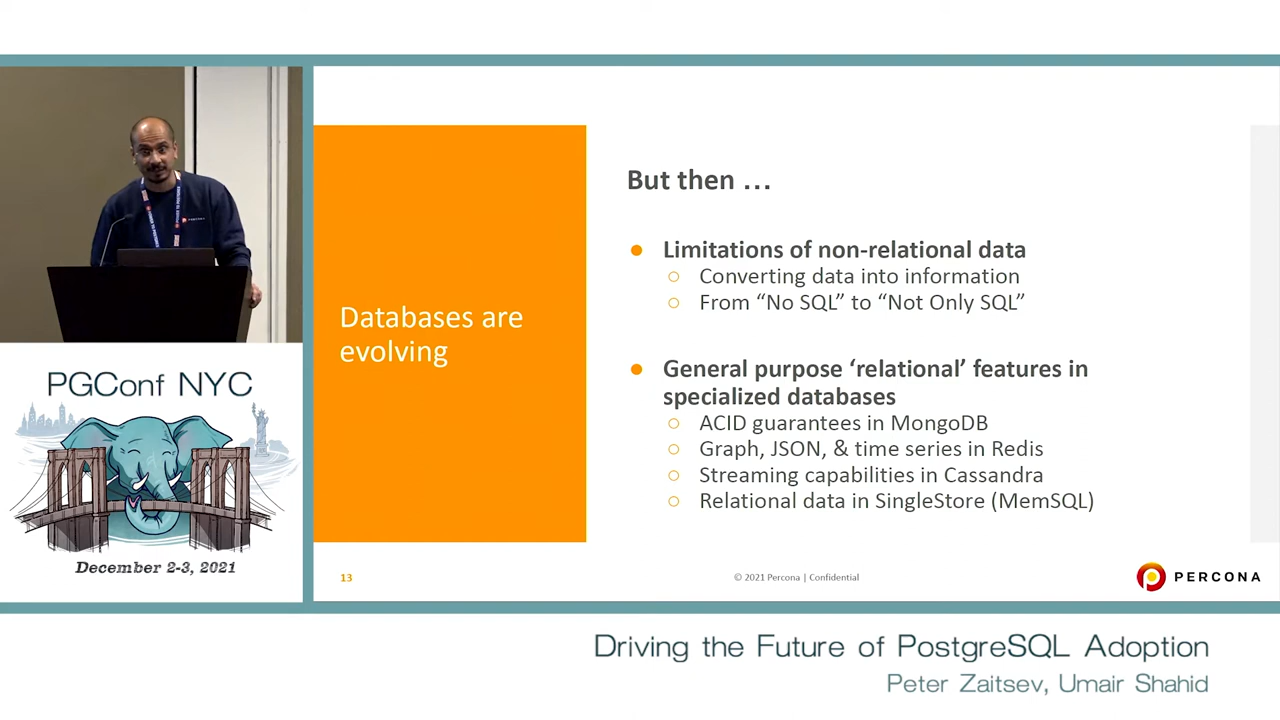 PERCONA
PGConf NYC
December 2-3, 2021
Databases are
evolving
But then ...
Limitations of non-relational data
Converting data into information
From “No SQL” to “Not Only SQL”
General purpose ‘relational’ features in
specialized databases
ACID guarantees in MongoDB
Graph, JSON, & time series in Redis
Streaming capabilities in Cassandra
Relational data in SingleStore (MemSQL)
13
© 2021 Percona | Confidential
PERCONA
Driving the Future of PostgreSQL Adoption
Peter Zaitsev, Umair Shahid